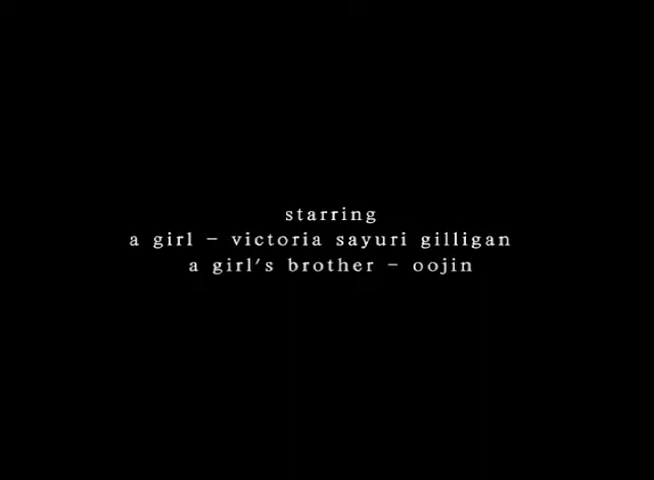 starring
a girl – victoria sayuri gilligan
a girl's brother – oojin